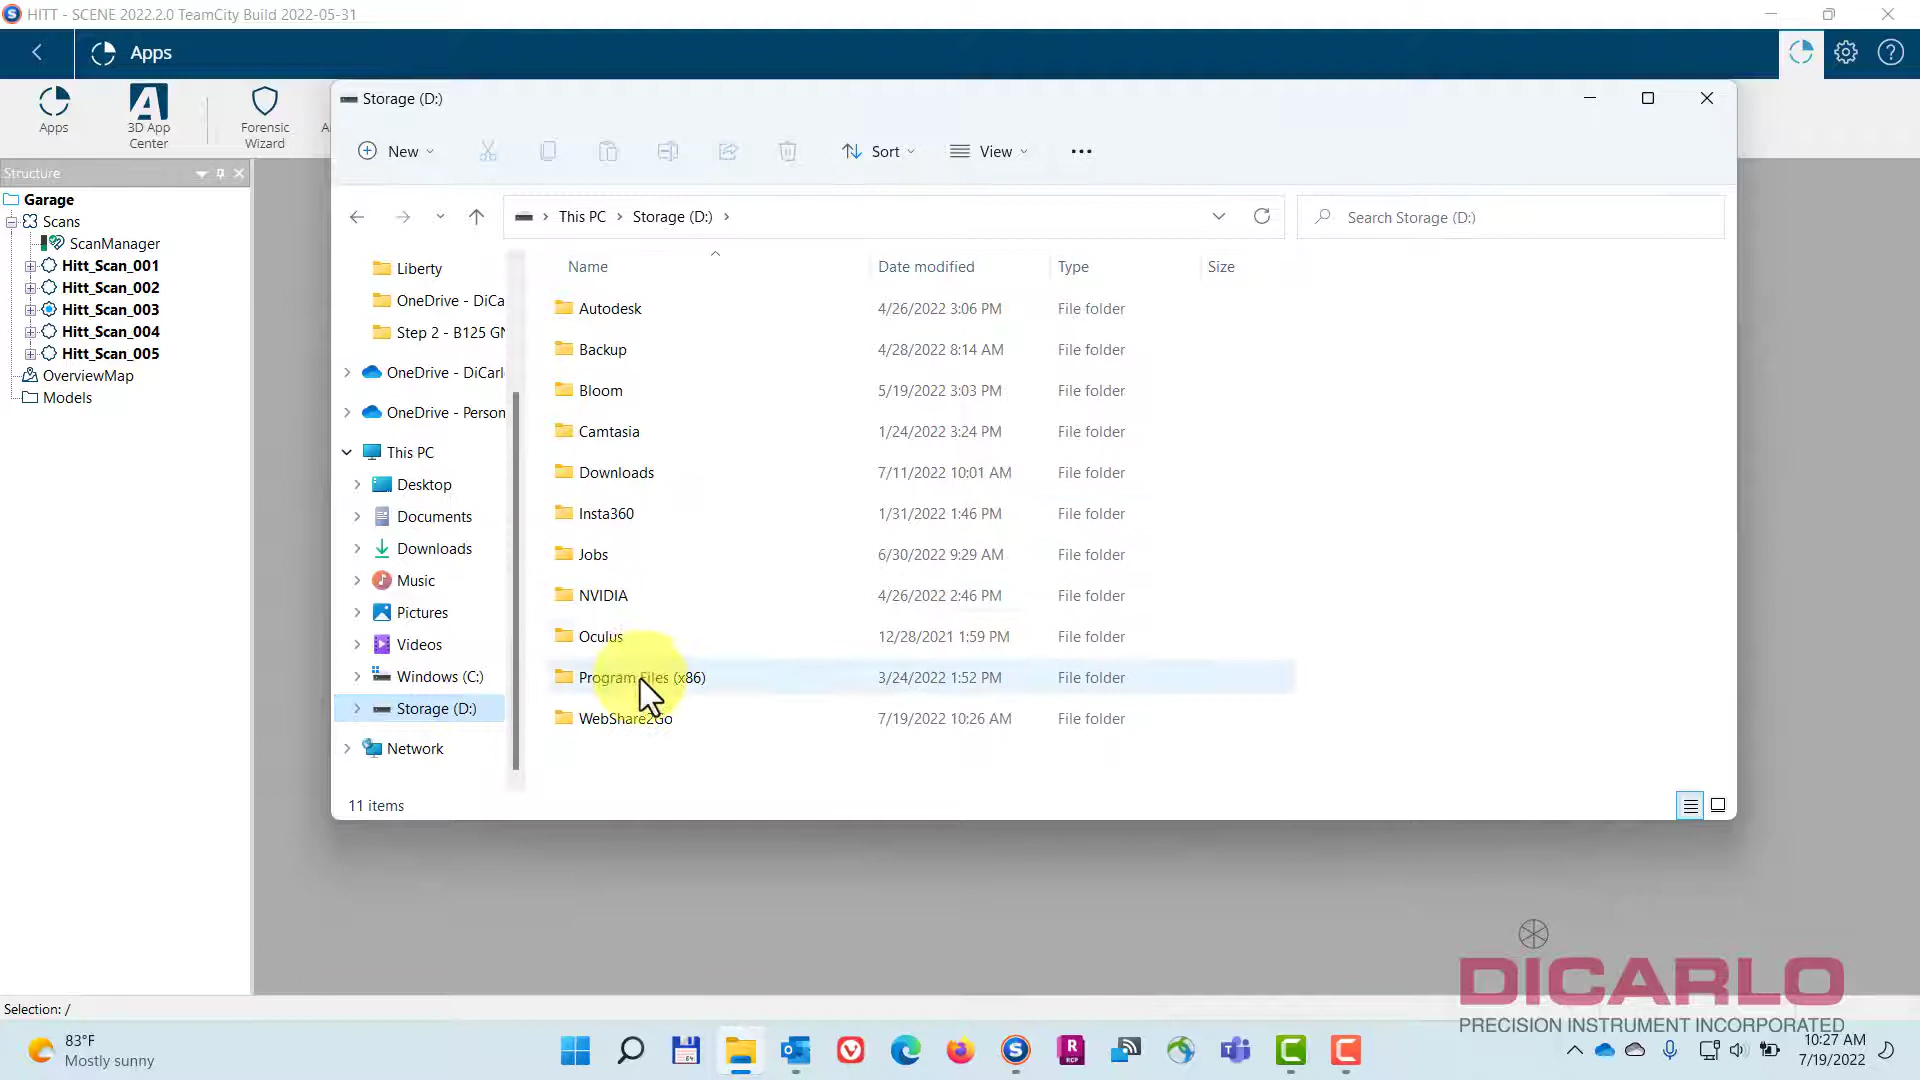 HITT - SCENE 2022.2.0 TeamCity Build 2022-05-31
Apps
Apps
3D App
Center
Forensic
Wizard
Structure
Garage
Scans
ScanManager
Hitt_Scan_001
Hitt_Scan_002
Hitt_Scan_003
Hitt_Scan_004
Hitt_Scan_005
OverviewMap
Models
Storage (D:)
New
Sort
View
This PC
Storage (D:)
Search Storage (D:)
Liberty
OneDrive - DiCa
Step 2 - B125 GN
OneDrive - DiCarl
OneDrive - Person
This PC
Desktop
Documents
Downloads
Music
Pictures
Videos
Windows (C:)
Storage (D:)
Network
Name Date modified Type Size
Autodesk 4/26/2022 3:06 PM File folder
Backup 4/28/2022 8:14 AM File folder
Bloom 5/19/2022 3:03 PM File folder
Camtasia 1/24/2022 3:24 PM File folder
Downloads 7/11/2022 10:01 AM File folder
Insta360 1/31/2022 1:46 PM File folder
Jobs 6/30/2022 9:29 AM File folder
NVIDIA 4/26/2022 2:46 PM File folder
Oculus 12/28/2021 1:59 PM File folder
Program Files (x86) 3/24/2022 1:52 PM File folder
WebShare2Go 7/19/2022 10:26 AM File folder
11 items
Selection: /
DICARLO
PRECISION INSTRUMENT INCORPORATED
83°F
Mostly sunny
10:27 AM
7/19/2022